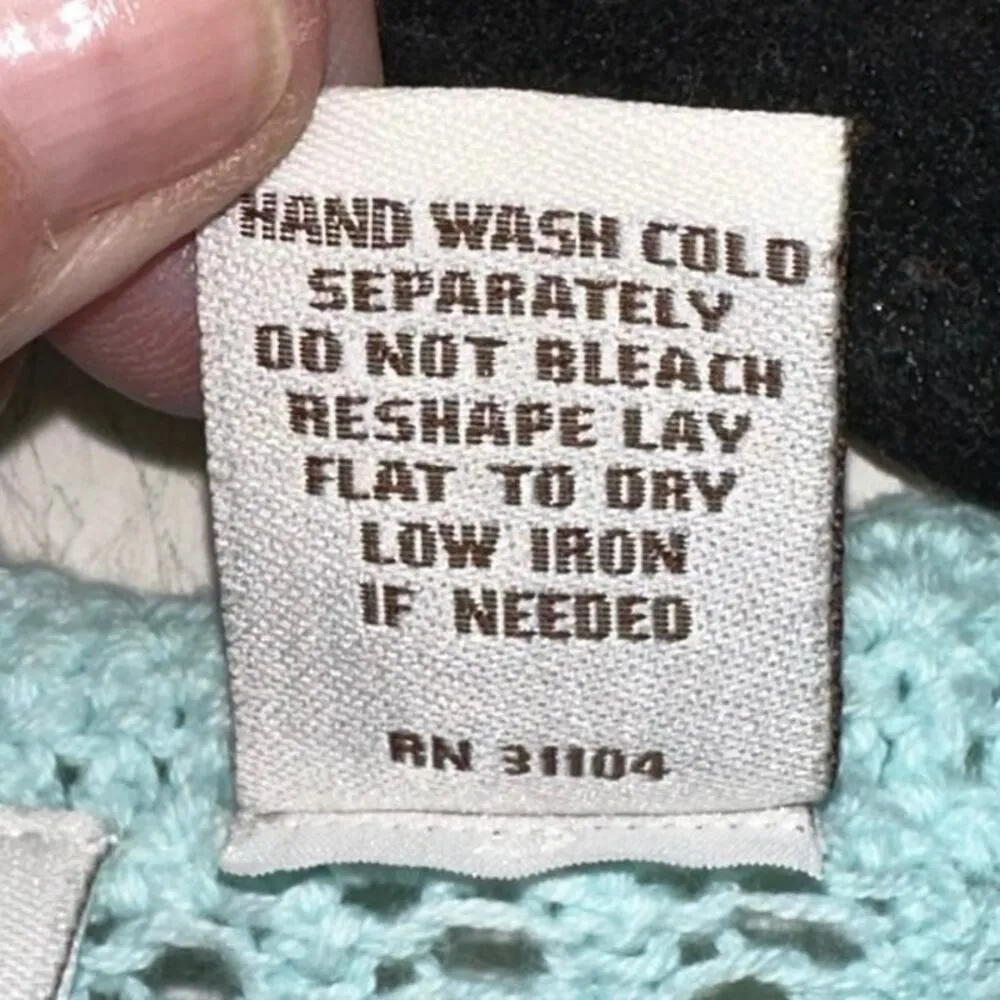 HAND WASH COLD
SEPARATELY
DO NOT BLEACH
RESHAPE LAY
FLAT TO DRY
LOW IRON
IF NEEDED
RN 31104